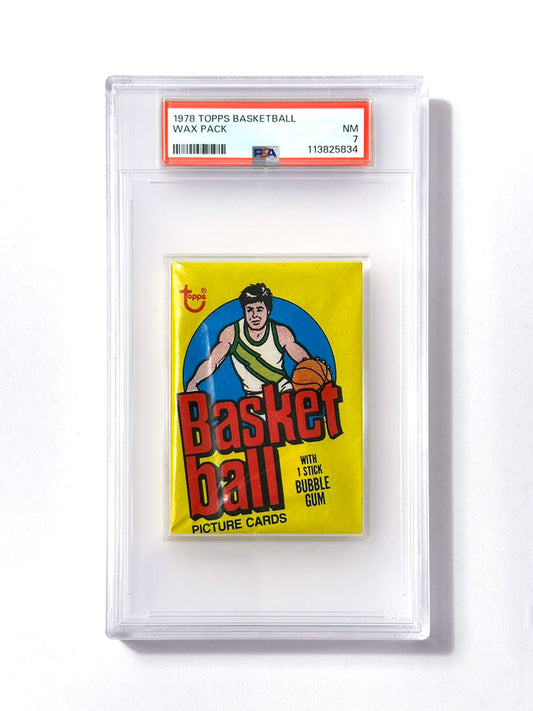 1978 TOPPS BASKETBALL
WAX PACK
NM
7
PSA
113825834
topps®
Basket
ball
WITH
1 STICK
BUBBLE
GUM
PICTURE CARDS